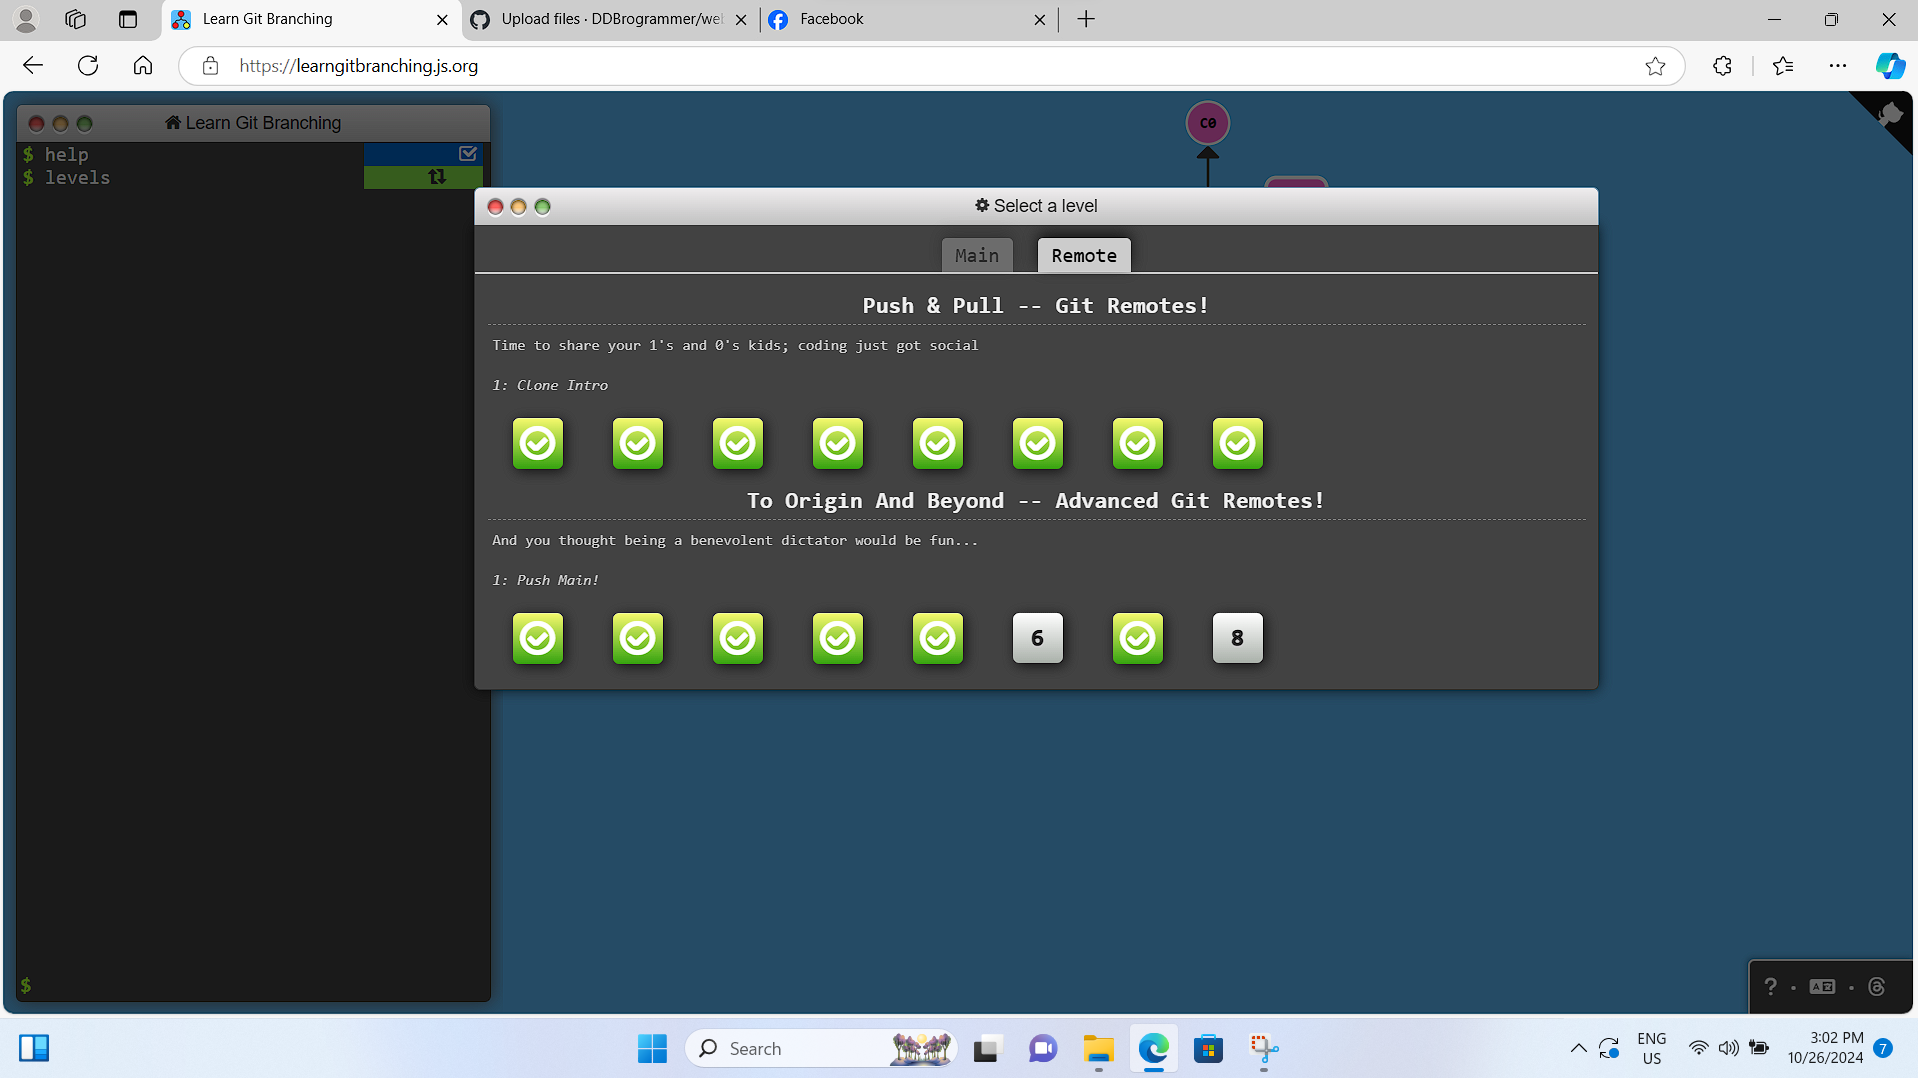 Learn Git Branching
Upload files · DDBrogrammer/we
Facebook
https://learngitbranching.js.org
Learn Git Branching
$ help
$ levels
C0
Select a level
Main
Remote
Push & Pull -- Git Remotes!
Time to share your 1's and 0's kids; coding just got social
1: Clone Intro
To Origin And Beyond -- Advanced Git Remotes!
And you thought being a benevolent dictator would be fun...
1: Push Main!
6
8
$
?
Search
ENG
US
3:02 PM
10/26/2024
7